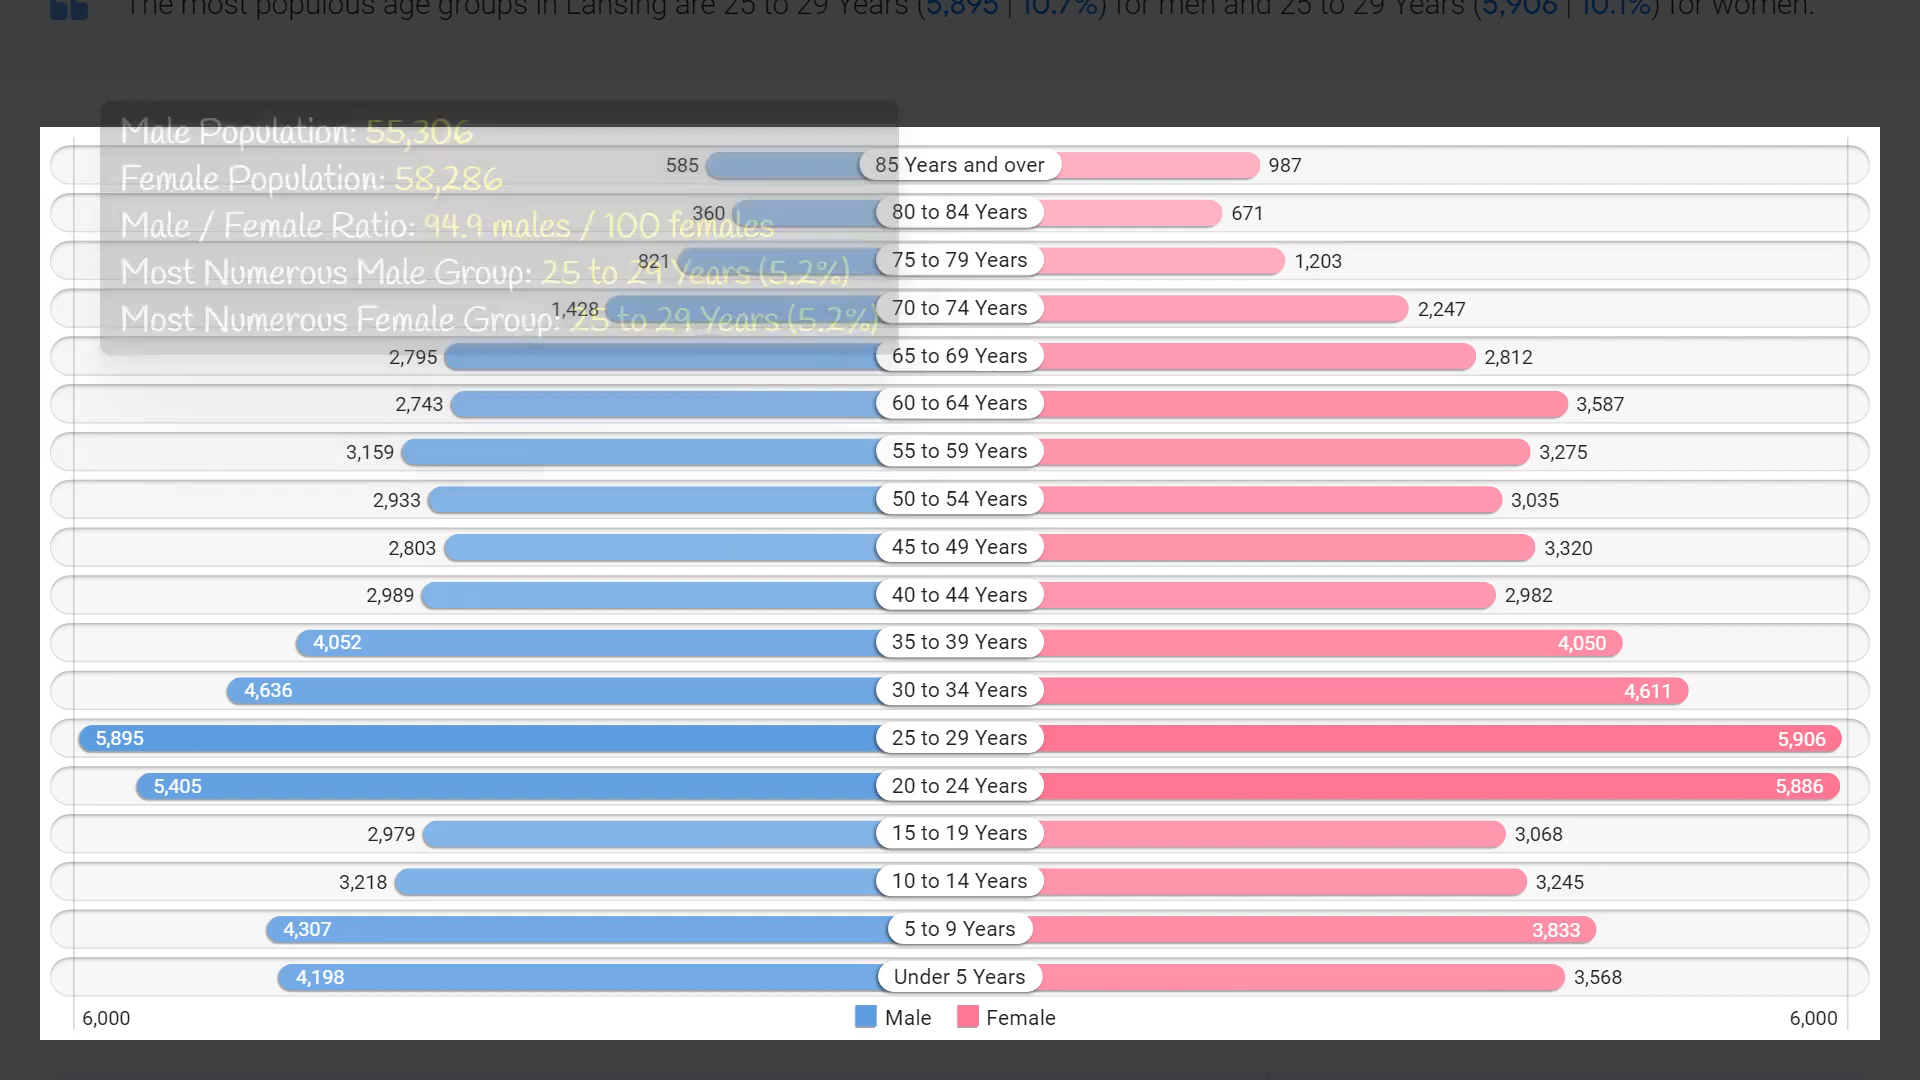 The most populous age groups in Lansing are 25 to 29 Years (5,895 | 10.7%) for men and 25 to 29 Years (5,906 | 10.1%) for women.
Male Population: 55,306
Female Population: 58,286
Male / Female Ratio: 94.9 males / 100 females
Most Numerous Male Group: 25 to 29 Years (5.2%)
Most Numerous Female Group: 25 to 29 Years (5.2%)
585 85 Years and over 987
360 80 to 84 Years 671
821 75 to 79 Years 1,203
1,428 70 to 74 Years 2,247
2,795 65 to 69 Years 2,812
2,743 60 to 64 Years 3,587
3,159 55 to 59 Years 3,275
2,933 50 to 54 Years 3,035
2,803 45 to 49 Years 3,320
2,989 40 to 44 Years 2,982
4,052 35 to 39 Years 4,050
4,636 30 to 34 Years 4,611
5,895 25 to 29 Years 5,906
5,405 20 to 24 Years 5,886
2,979 15 to 19 Years 3,068
3,218 10 to 14 Years 3,245
4,307 5 to 9 Years 3,833
4,198 Under 5 Years 3,568
6,000 Male Female 6,000